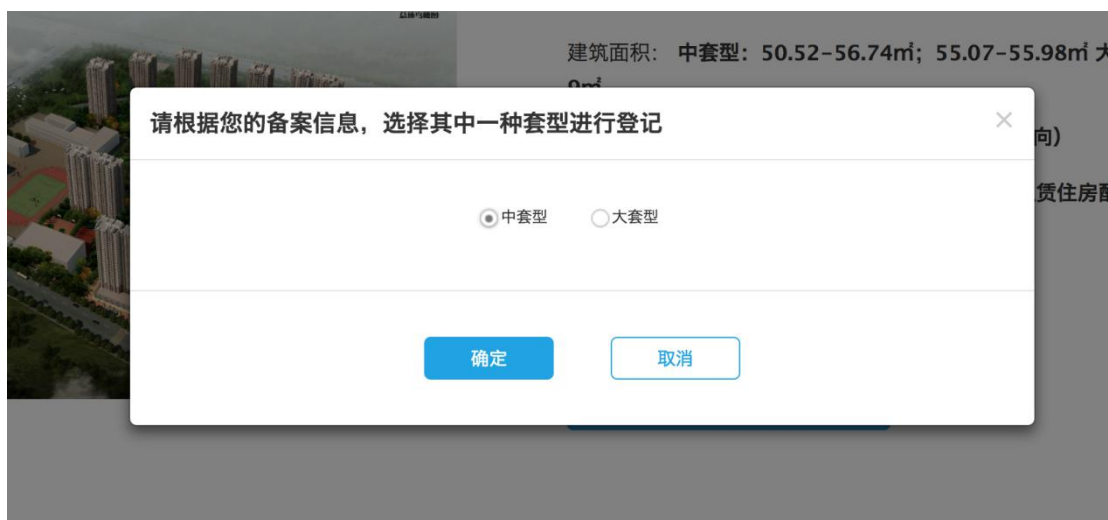 建筑面积： 中套型：50.52-56.74㎡；55.07-55.98㎡
请根据您的备案信息，选择其中一种套型进行登记
×
向）
赁住房
中套型 大套型
确定 取消